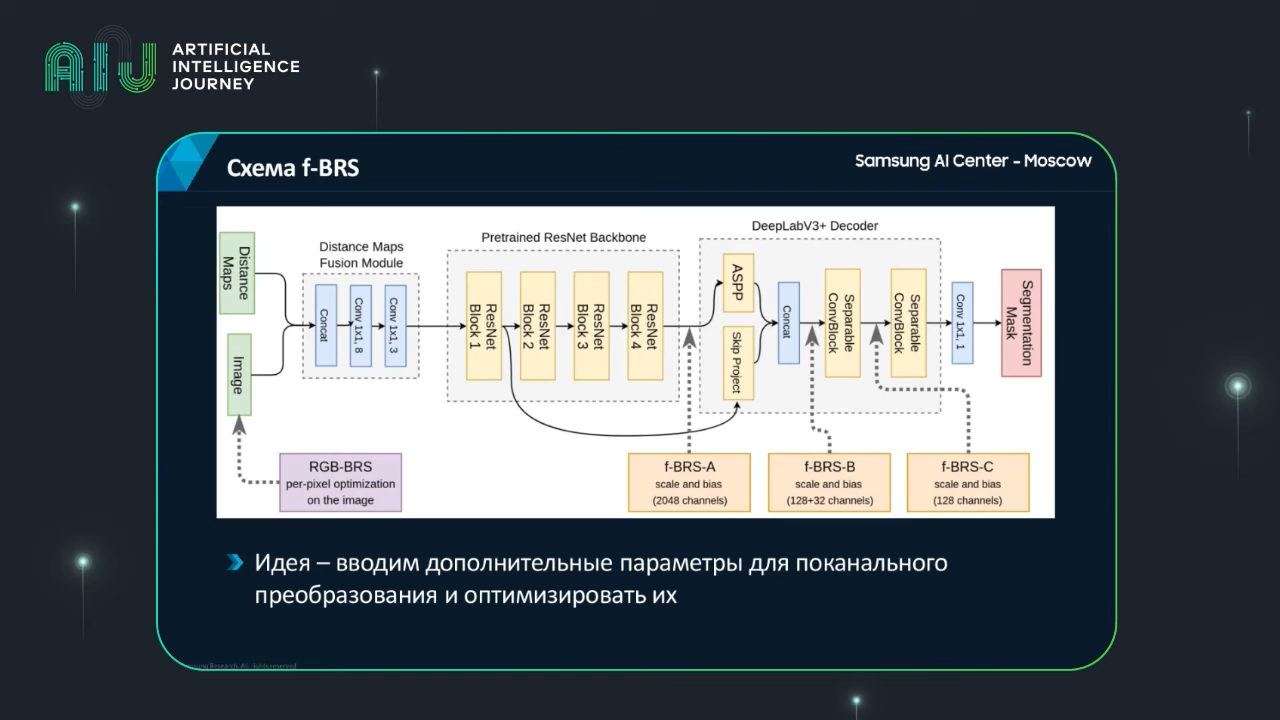 ARTIFICIAL
INTELLIGENCE
JOURNEY
Схема f-BRS
Samsung AI Center - Moscow
Distance
Maps
Image
Distance Maps
Fusion Module
Concat
Conv 1x1, 8
Conv 1x1, 3
Pretrained ResNet Backbone
ResNet
Block 1
ResNet
Block 2
ResNet
Block 3
ResNet
Block 4
DeepLabV3+ Decoder
ASPP
Skip Project
Concat
Separable
ConvBlock
Separable
ConvBlock
Conv 1x1, 1
Segmentation
Mask
RGB-BRS
per-pixel optimization
on the image
f-BRS-A
scale and bias
(2048 channels)
f-BRS-B
scale and bias
(128+32 channels)
f-BRS-C
scale and bias
(128 channels)
Идея – вводим дополнительные параметры для поканального
преобразования и оптимизировать их
Research. All rights reserved